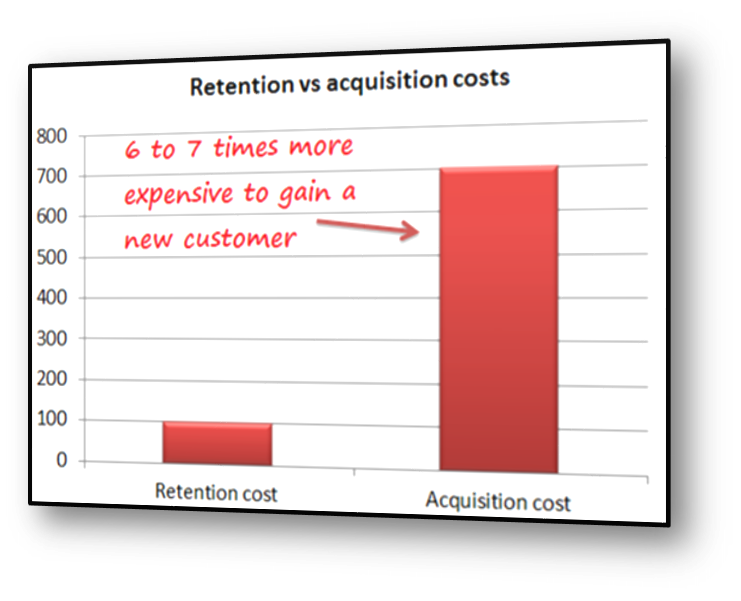 Retention vs acquisition costs
800
6 to 7 times more
700
expensive to gain a
600
new customer
500
400
300
200
100
0
Retention cost
Acquisition cost